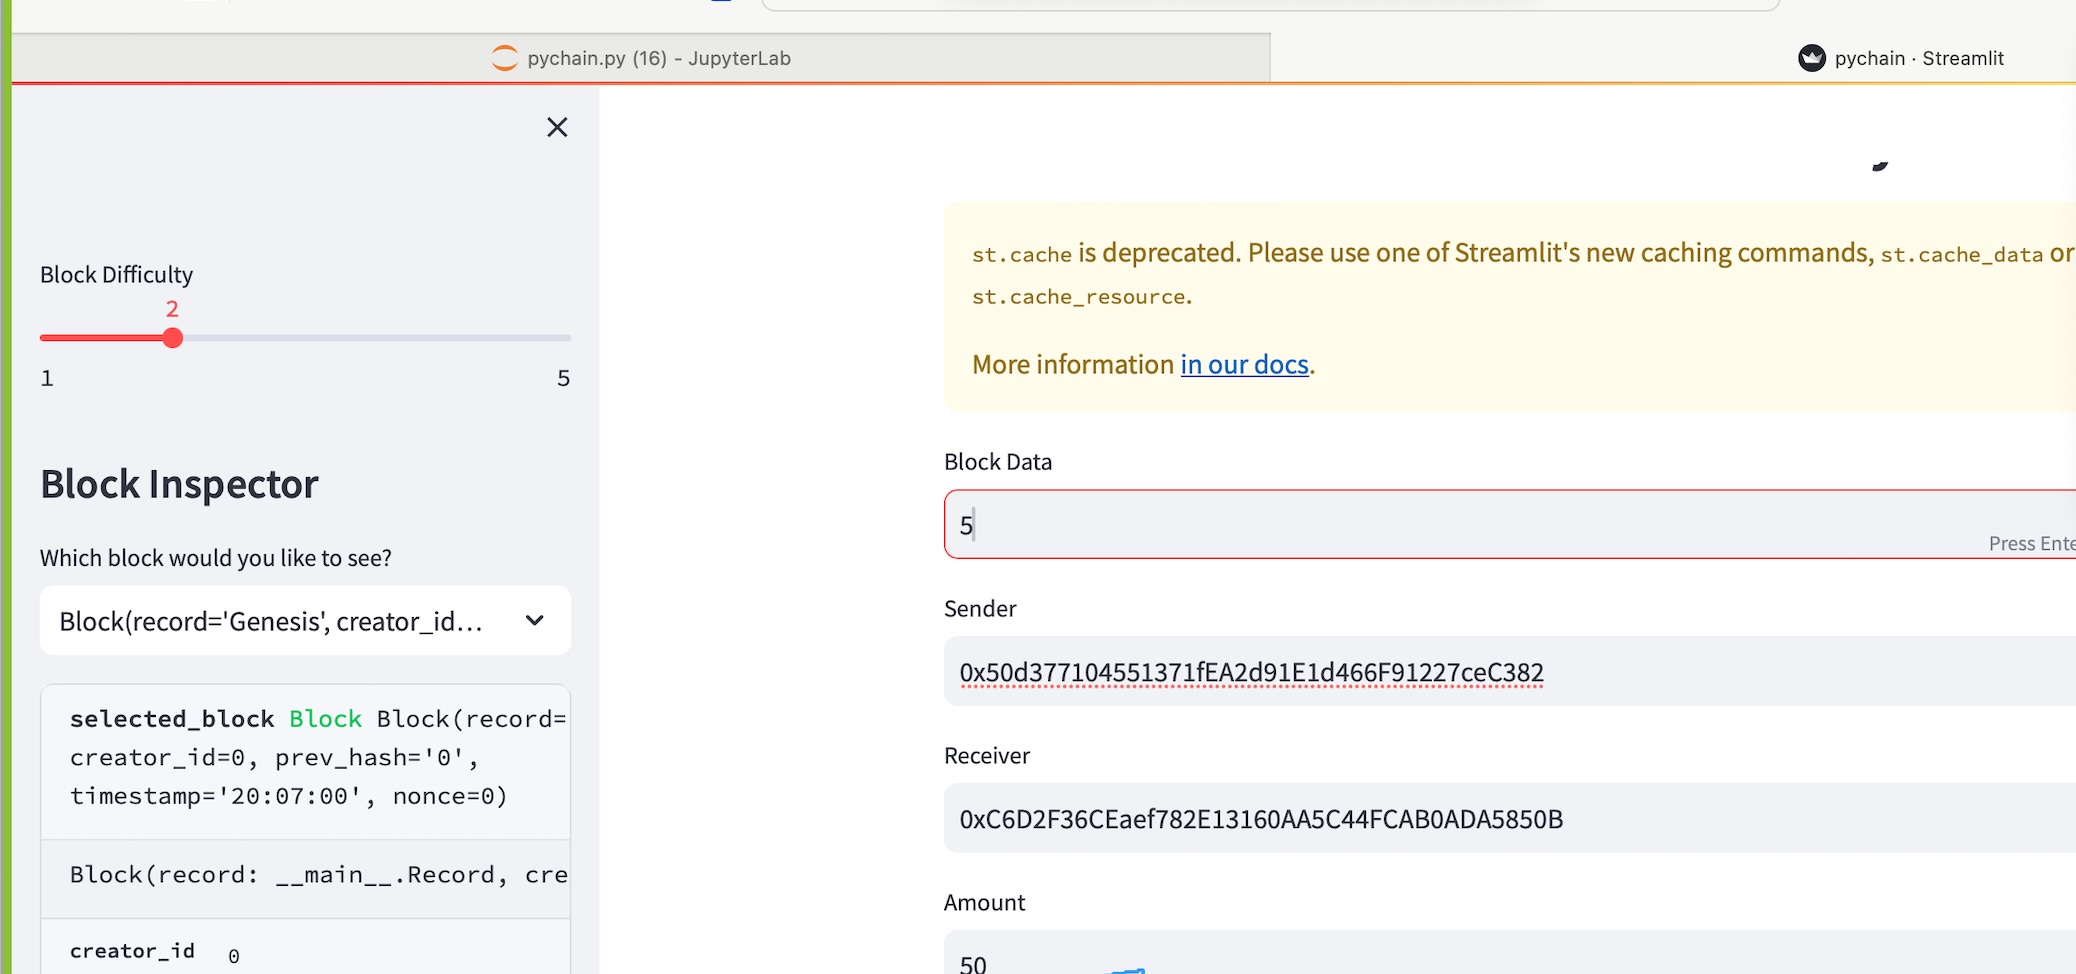 pychain.py (16) - JupyterLab
pychain · Streamlit
Block Difficulty
2
1
5
Block Inspector
Which block would you like to see?
Block(record='Genesis', creator_id...
selected_block Block Block(record=
creator_id=0, prev_hash='0',
timestamp='20:07:00', nonce=0)
Block(record: __main__.Record, cre
creator_id 0
st.cache is deprecated. Please use one of Streamlit's new caching commands, st.cache_data or
st.cache_resource.
More information in our docs.
Block Data
5
Press Ente
Sender
0x50d377104551371fEA2d91E1d466F91227ceC382
Receiver
0xC6D2F36CEaef782E13160AA5C44FCAB0ADA5850B
Amount
50